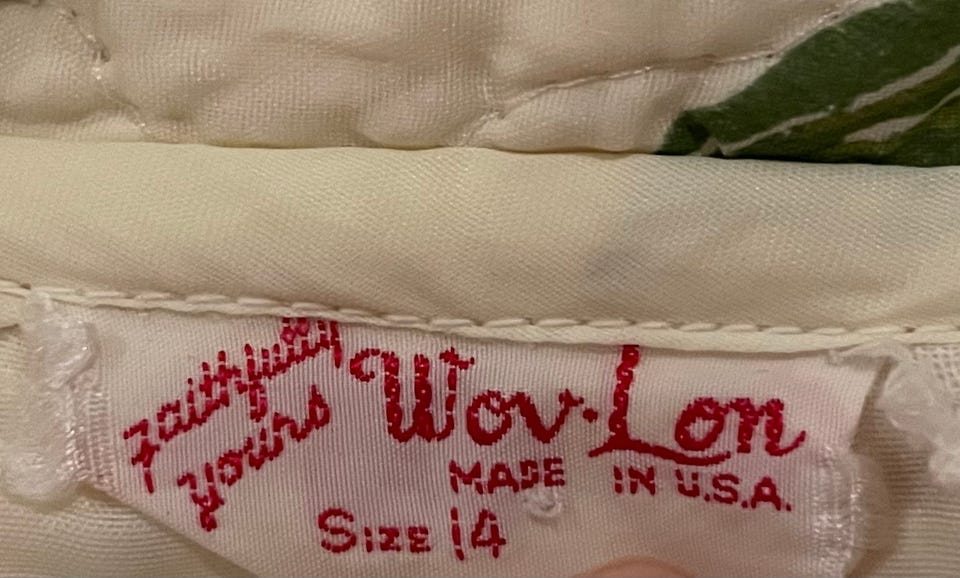 Faithfully
yours
Wov-Lon
MADE IN U.S.A.
SIZE 14